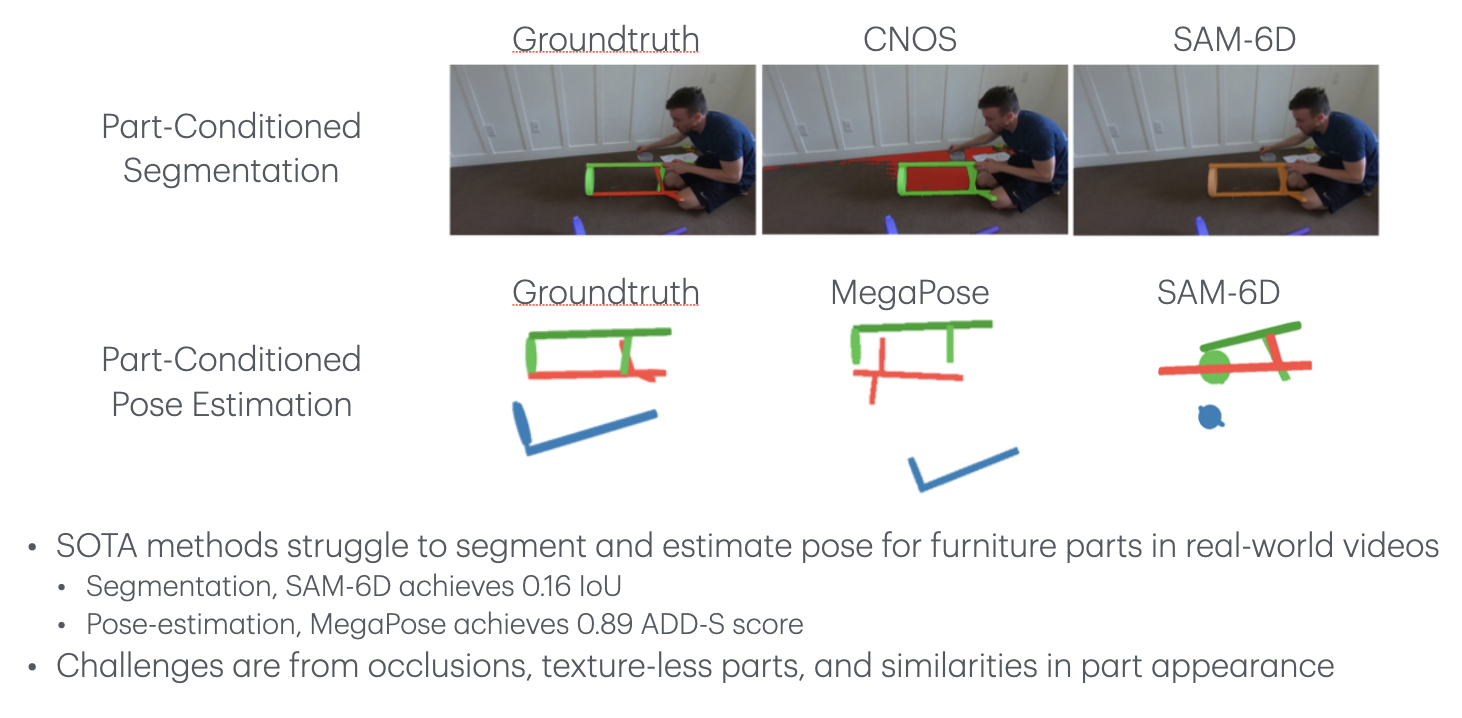 Groundtruth CNOS SAM-6D
Part-Conditioned
Segmentation
Groundtruth MegaPose SAM-6D
Part-Conditioned
Pose Estimation
• SOTA methods struggle to segment and estimate pose for furniture parts in real-world videos
• Segmentation, SAM-6D achieves 0.16 IoU
• Pose-estimation, MegaPose achieves 0.89 ADD-S score
• Challenges are from occlusions, texture-less parts, and similarities in part appearance